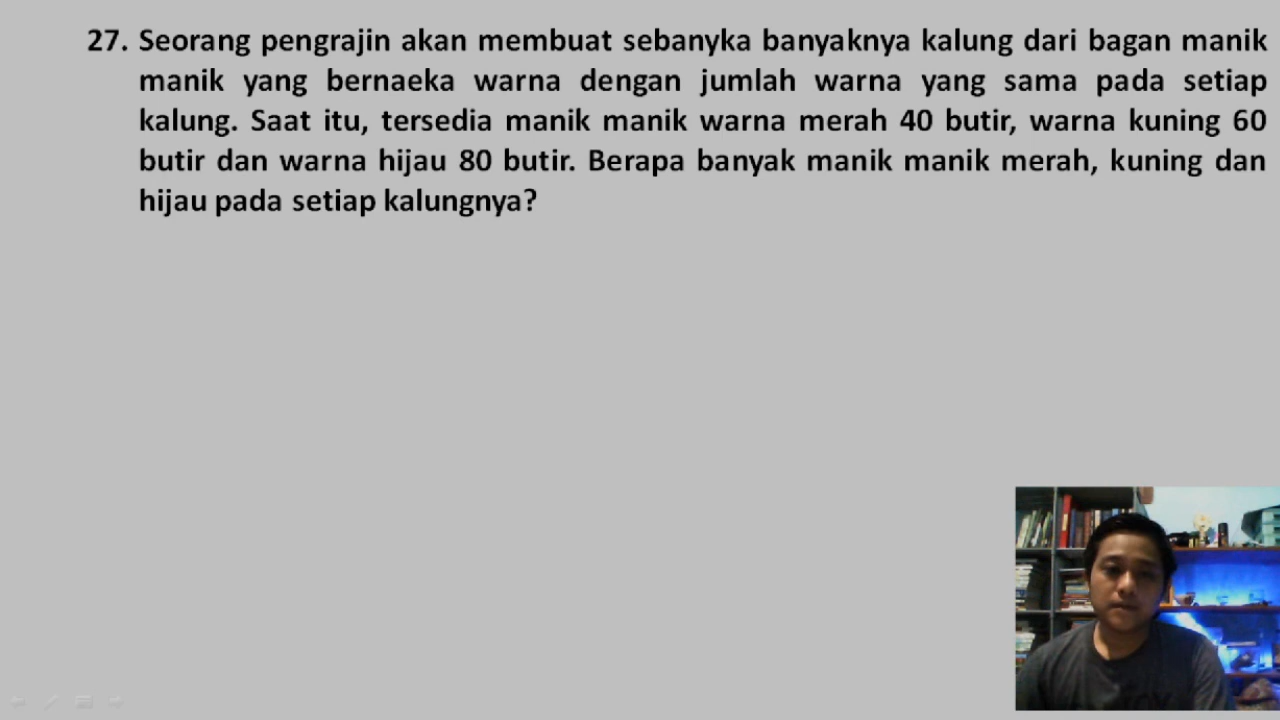 27. Seorang pengrajin akan membuat sebanyka banyaknya kalung dari bagan manik
manik yang bernaeka warna dengan jumlah warna yang sama pada setiap
kalung. Saat itu, tersedia manik manik warna merah 40 butir, warna kuning 60
butir dan warna hijau 80 butir. Berapa banyak manik manik merah, kuning dan
hijau pada setiap kalungnya?